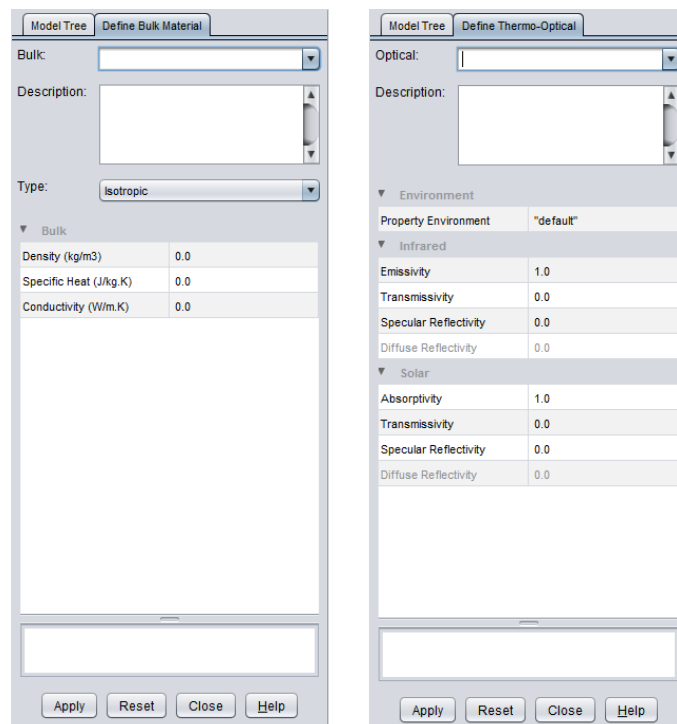 Model Tree Define Bulk Material
Bulk:
Description:
Type: Isotropic
Bulk
Density (kg/m3) 0.0
Specific Heat (J/kg.K) 0.0
Conductivity (W/m.K) 0.0
Apply Reset Close Help
Model Tree Define Thermo-Optical
Optical:
Description:
Environment
Property Environment "default"
Infrared
Emissivity 1.0
Transmissivity 0.0
Specular Reflectivity 0.0
Diffuse Reflectivity 0.0
Solar
Absorptivity 1.0
Transmissivity 0.0
Specular Reflectivity 0.0
Diffuse Reflectivity 0.0
Apply Reset Close Help